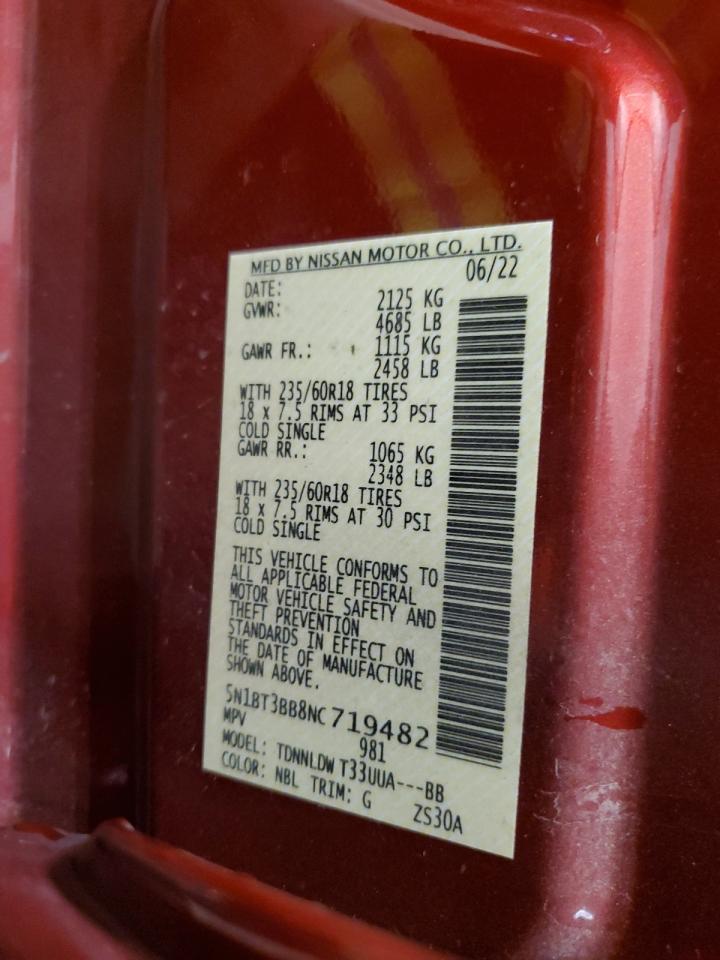 MFD BY NISSAN MOTOR CO., LTD.
DATE: 06/22
GVWR: 2125 KG
4685 LB
GAWR FR.: 1115 KG
2458 LB
WITH 235/60R18 TIRES
18 x 7.5 RIMS AT 33 PSI
COLD SINGLE
GAWR RR.: 1065 KG
2348 LB
WITH 235/60R18 TIRES
18 x 7.5 RIMS AT 30 PSI
COLD SINGLE
THIS VEHICLE CONFORMS TO
ALL APPLICABLE FEDERAL
MOTOR VEHICLE SAFETY AND
THEFT PREVENTION
STANDARDS IN EFFECT ON
THE DATE OF MANUFACTURE
SHOWN ABOVE.
5N1BT3BB8NC719482
MPV 981
MODEL: TDNNLDW T33UUA---BB
COLOR: NBL TRIM: G ZS30A